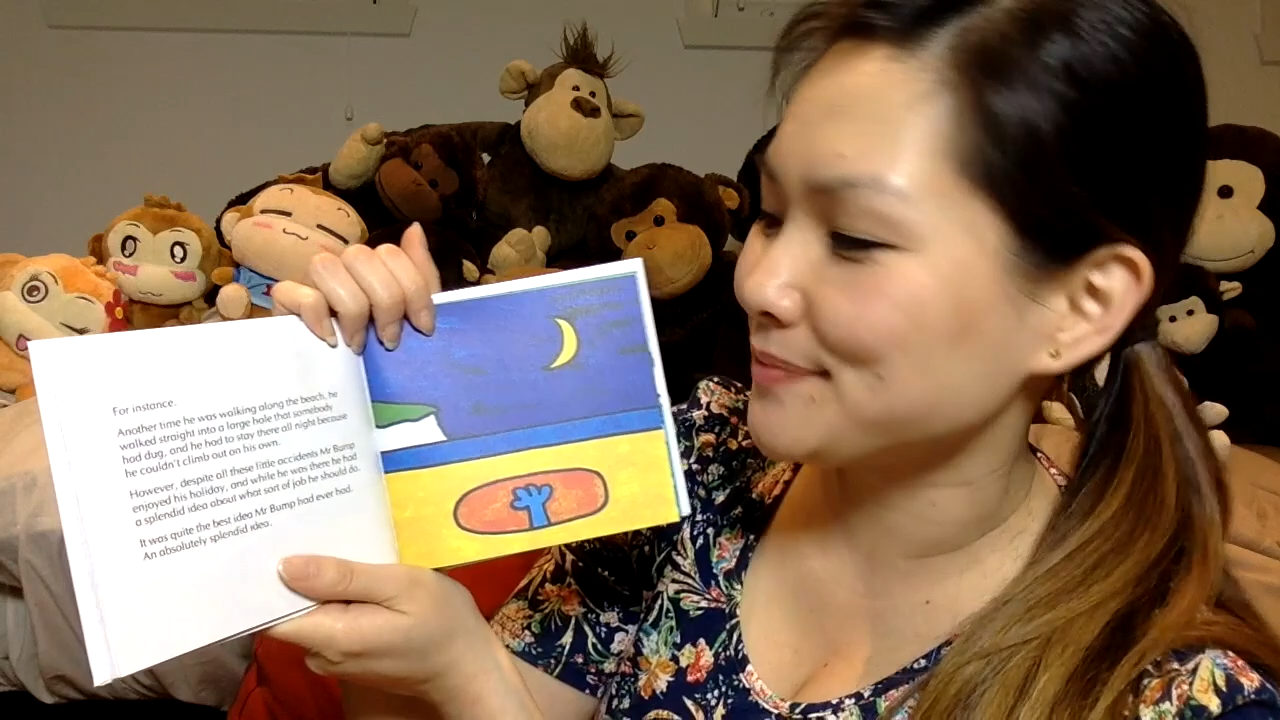 For instance.
Another time he was walking along the beach, he
walked straight into a large hole that somebody
had dug, and he had to stay there all night because
he couldn't climb out on his own.
However, despite all these little accidents Mr Bump
enjoyed his holiday, and while he was there he had
a splendid idea about what sort of job he should do.
It was quite the best idea Mr Bump had ever had.
An absolutely splendid idea.